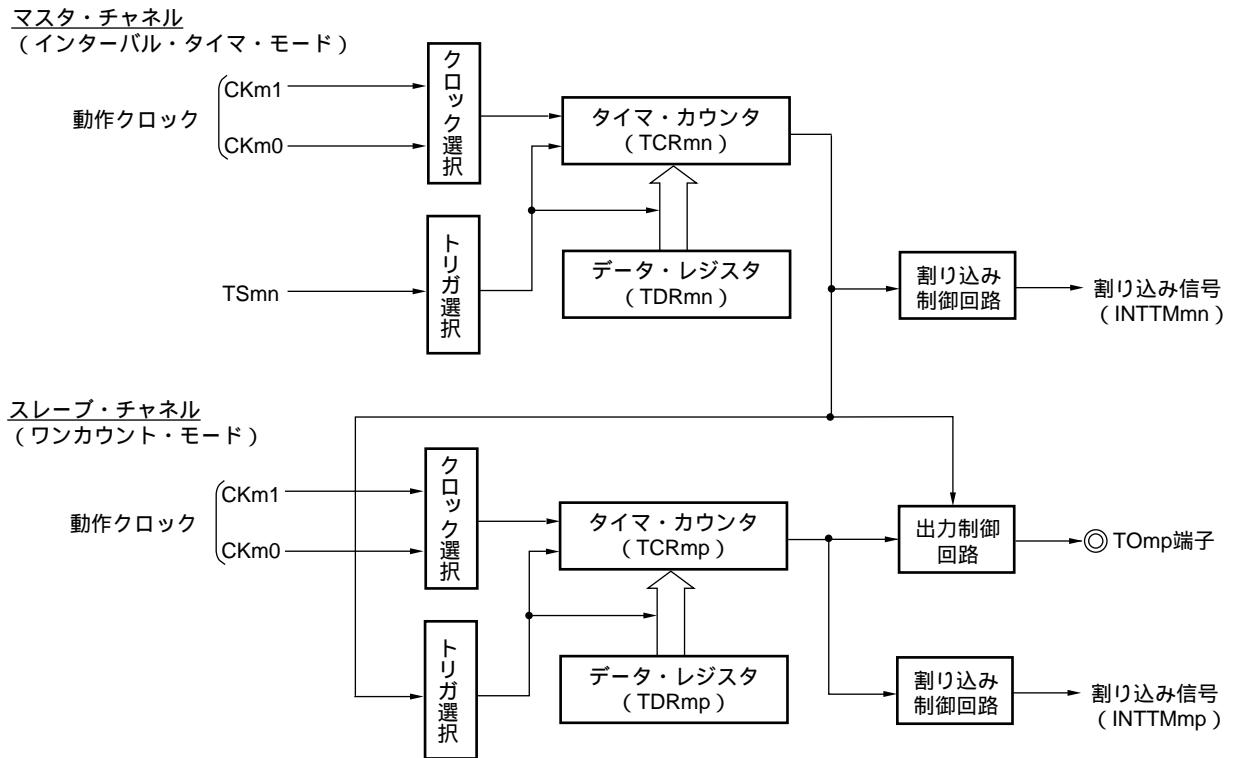 マスタ・チャネル
（インターバル・タイマ・モード）
動作クロック
CKm1
CKm0
クロック選択
タイマ・カウンタ
（TCRmn）
TSmn
トリガ選択
データ・レジスタ
（TDRmn）
割り込み
制御回路
割り込み信号
（INTTMmn）
スレーブ・チャネル
（ワンカウント・モード）
動作クロック
CKm1
CKm0
クロック選択
タイマ・カウンタ
（TCRmp）
出力制御
回路
TOmp端子
トリガ選択
データ・レジスタ
（TDRmp）
割り込み
制御回路
割り込み信号
（INTTMmp）